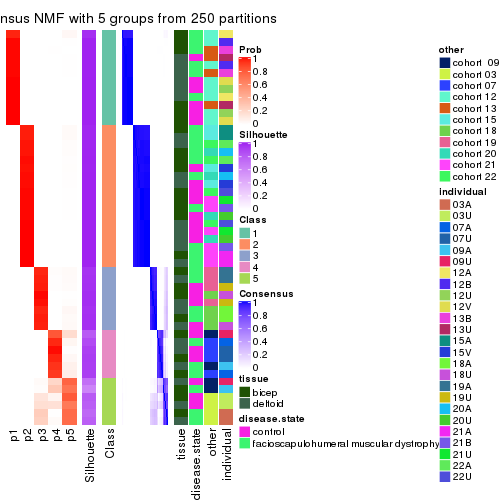 nsus NMF with 5 groups from 250 partitions
p1
p2
p3
p4
p5
Silhouette
Class
tissue
disease.state
other
individual
Prob
1
0.8
0.6
0.4
0.2
0
Silhouette
1
0.8
0.6
0.4
0.2
0
Class
1
2
3
4
5
Consensus
1
0.8
0.6
0.4
0.2
0
tissue
bicep
deltoid
disease.state
control
facioscapulohumeral muscular dystrophy
other
cohort 09
cohort 03
cohort 07
cohort 12
cohort 13
cohort 15
cohort 18
cohort 19
cohort 20
cohort 21
cohort 22
individual
03A
03U
07A
07U
09A
09U
12A
12B
12U
12V
13B
13U
15A
15V
18A
18U
19A
19U
20A
20U
21A
21B
21U
22A
22U